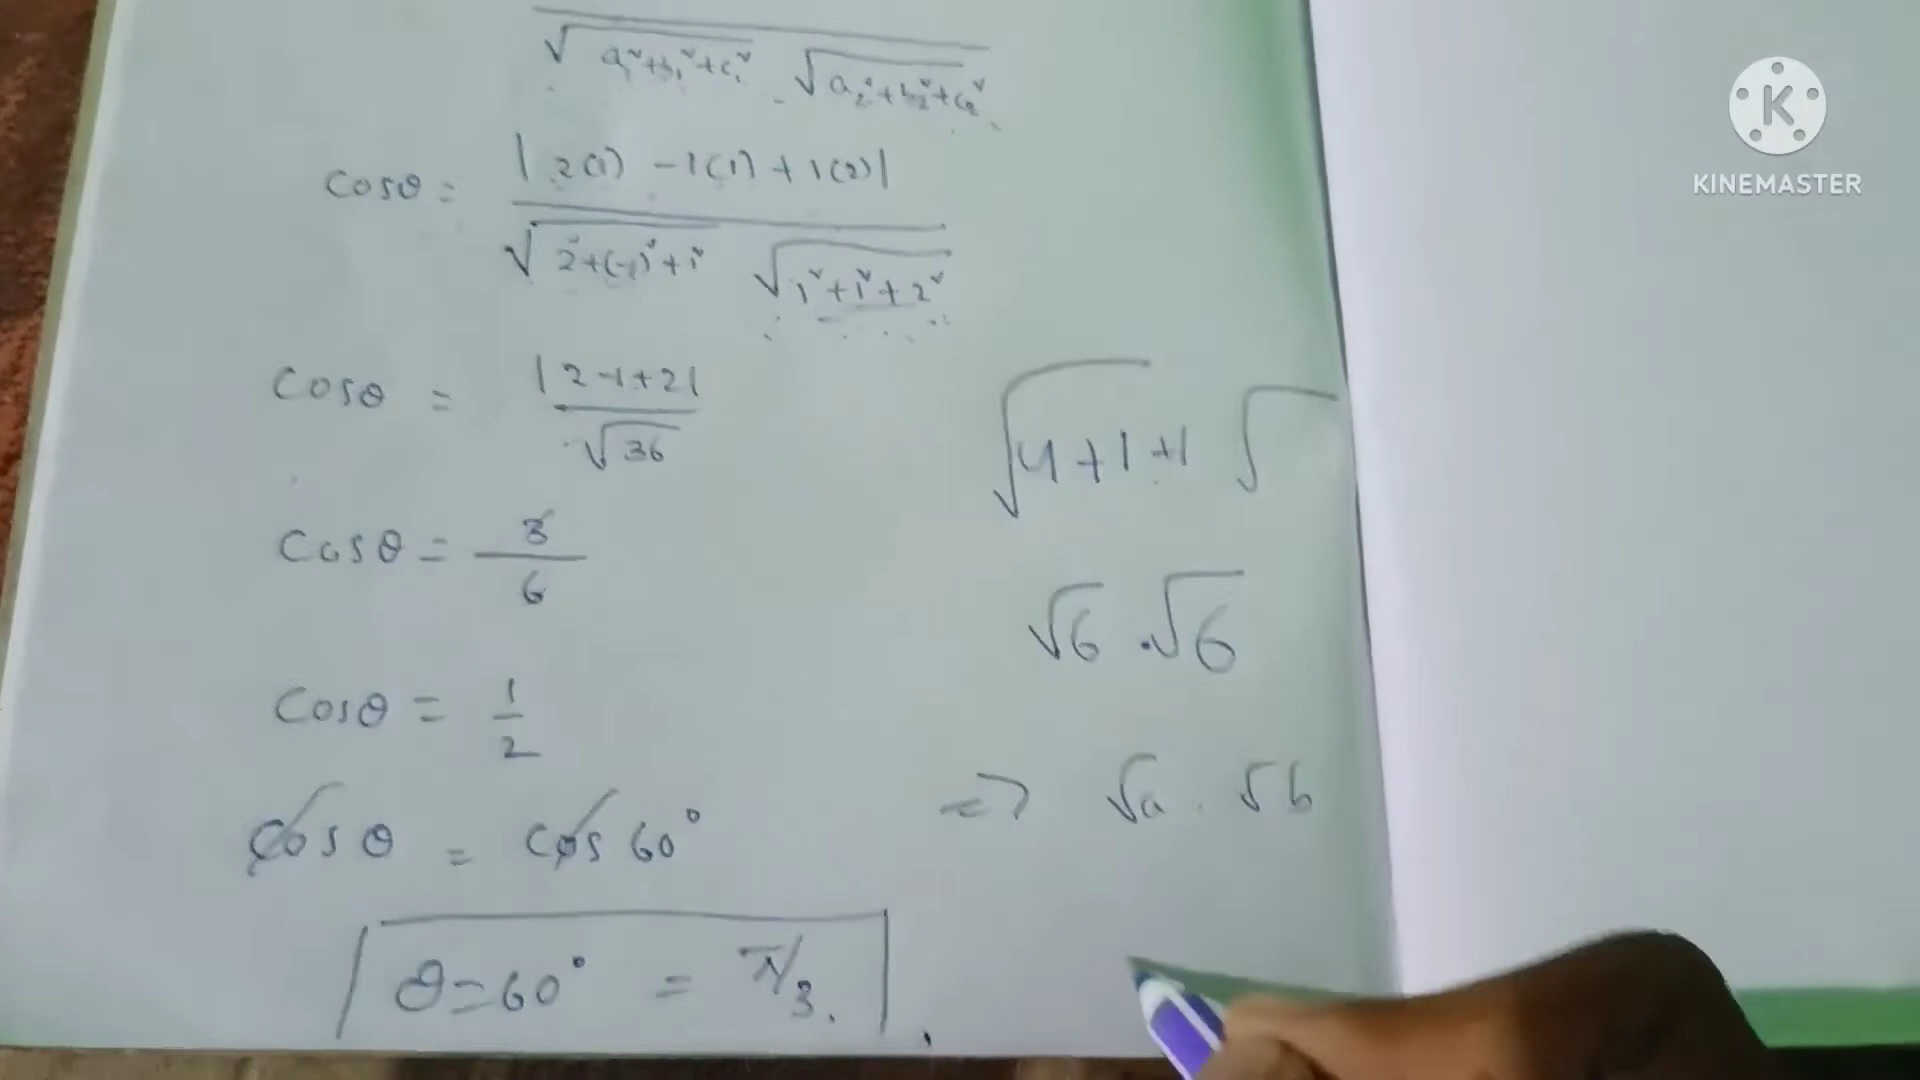 √a₁²+b₁²+c₁² √a₂²+b₂²+c₂²
cosθ = |2(1) -1(1) + 1(2)|
√2²+(-1)²+1² √1²+1²+2²
cosθ = |2-1+2|
√36
cosθ = 3
6
cosθ = 1
2
cosθ = cos 60°
θ=60° = π/3.
√4+1+1 √
√6 . √6
=> √a . √b
K
KINEMASTER